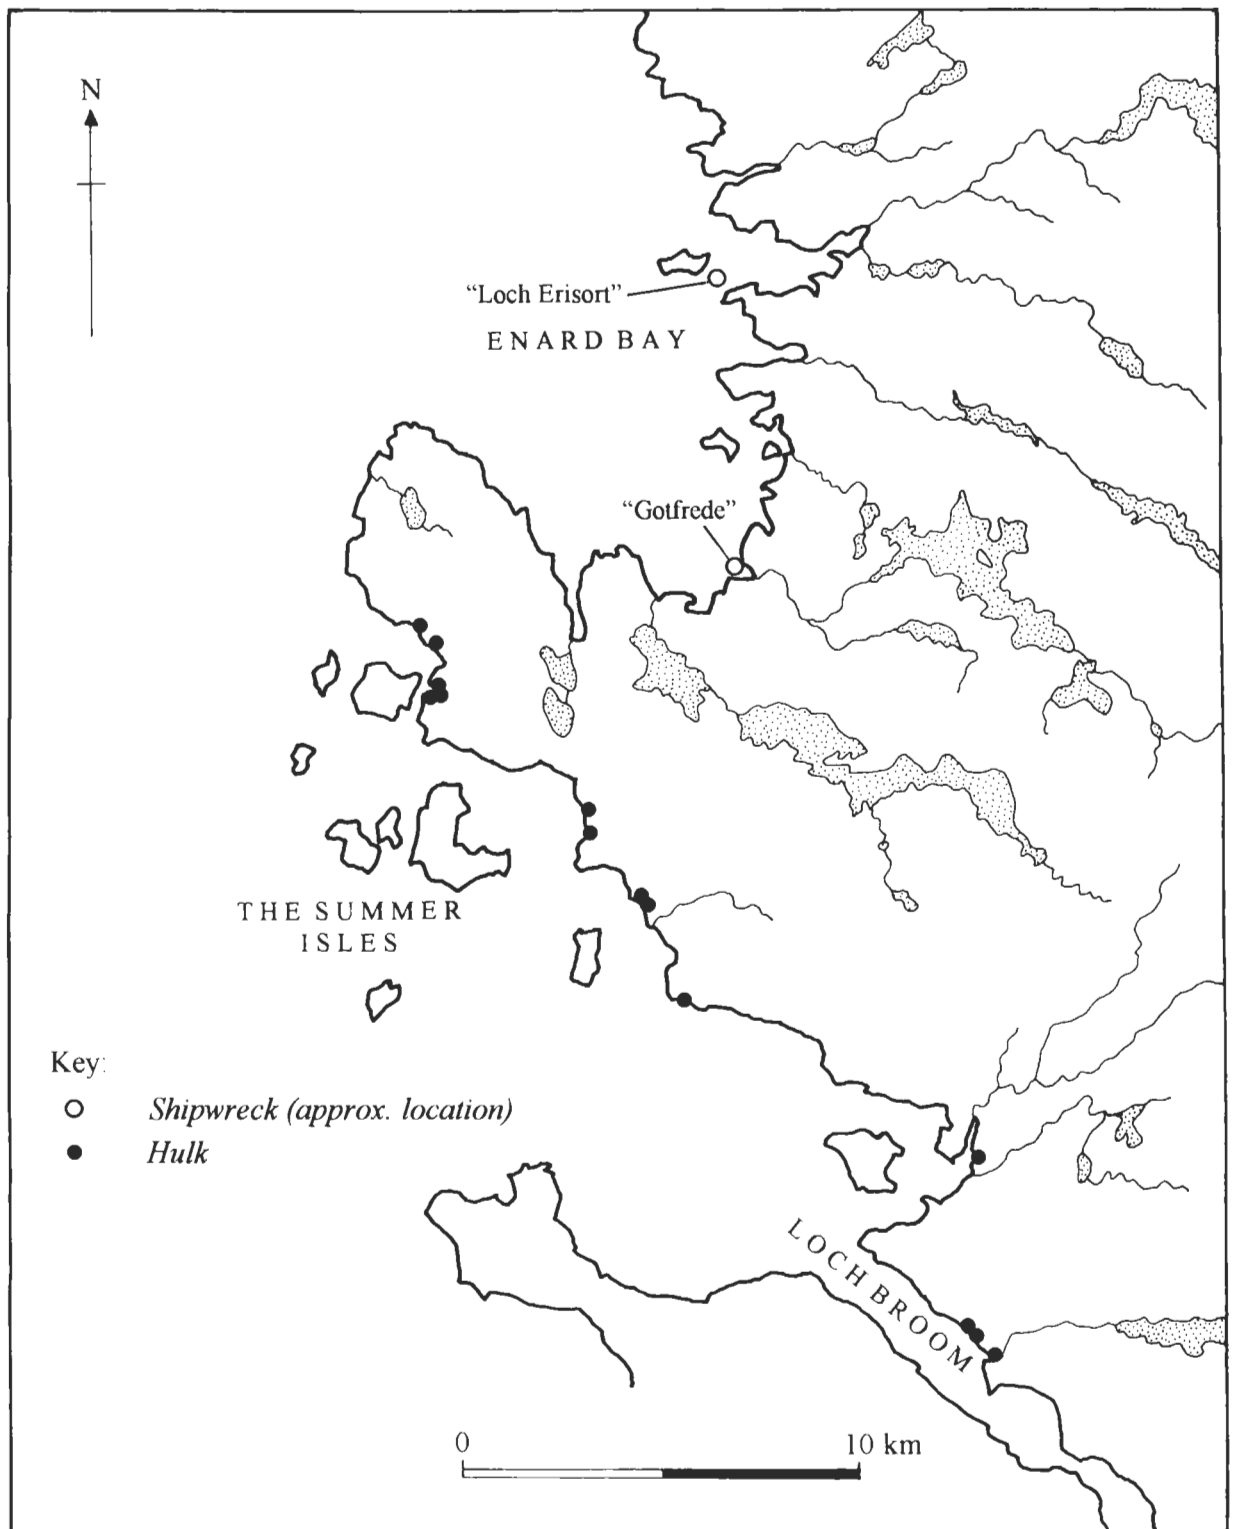 N
“Loch Erisort”
ENARD BAY
“Gotfrede”
THE SUMMER
ISLES
Key:
Shipwreck (approx. location)
Hulk
LOCH BROOM
0 10 km